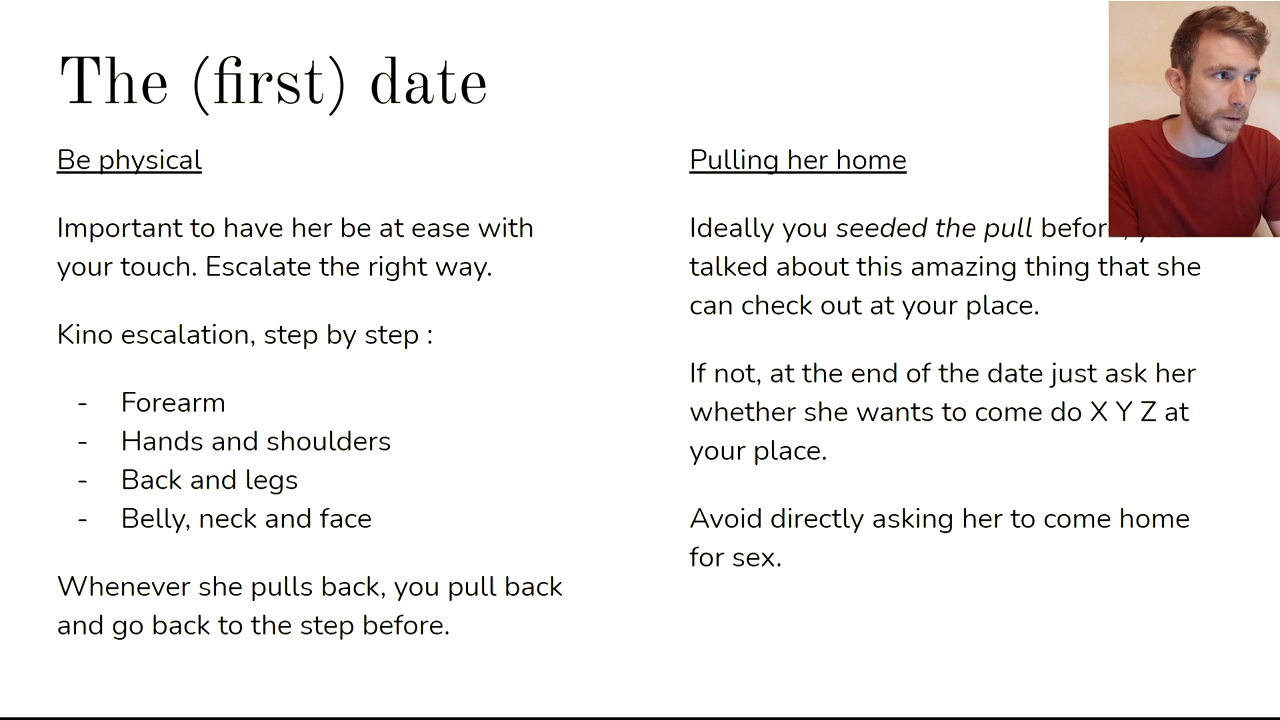 The (first) date
Be physical
Important to have her be at ease with
your touch. Escalate the right way.
Kino escalation, step by step :
- Forearm
- Hands and shoulders
- Back and legs
- Belly, neck and face
Whenever she pulls back, you pull back
and go back to the step before.
Pulling her home
Ideally you seeded the pull
talked about this amazing thing that she
can check out at your place.
If not, at the end of the date just ask her
whether she wants to come do X Y Z at
your place.
Avoid directly asking her to come home
for sex.